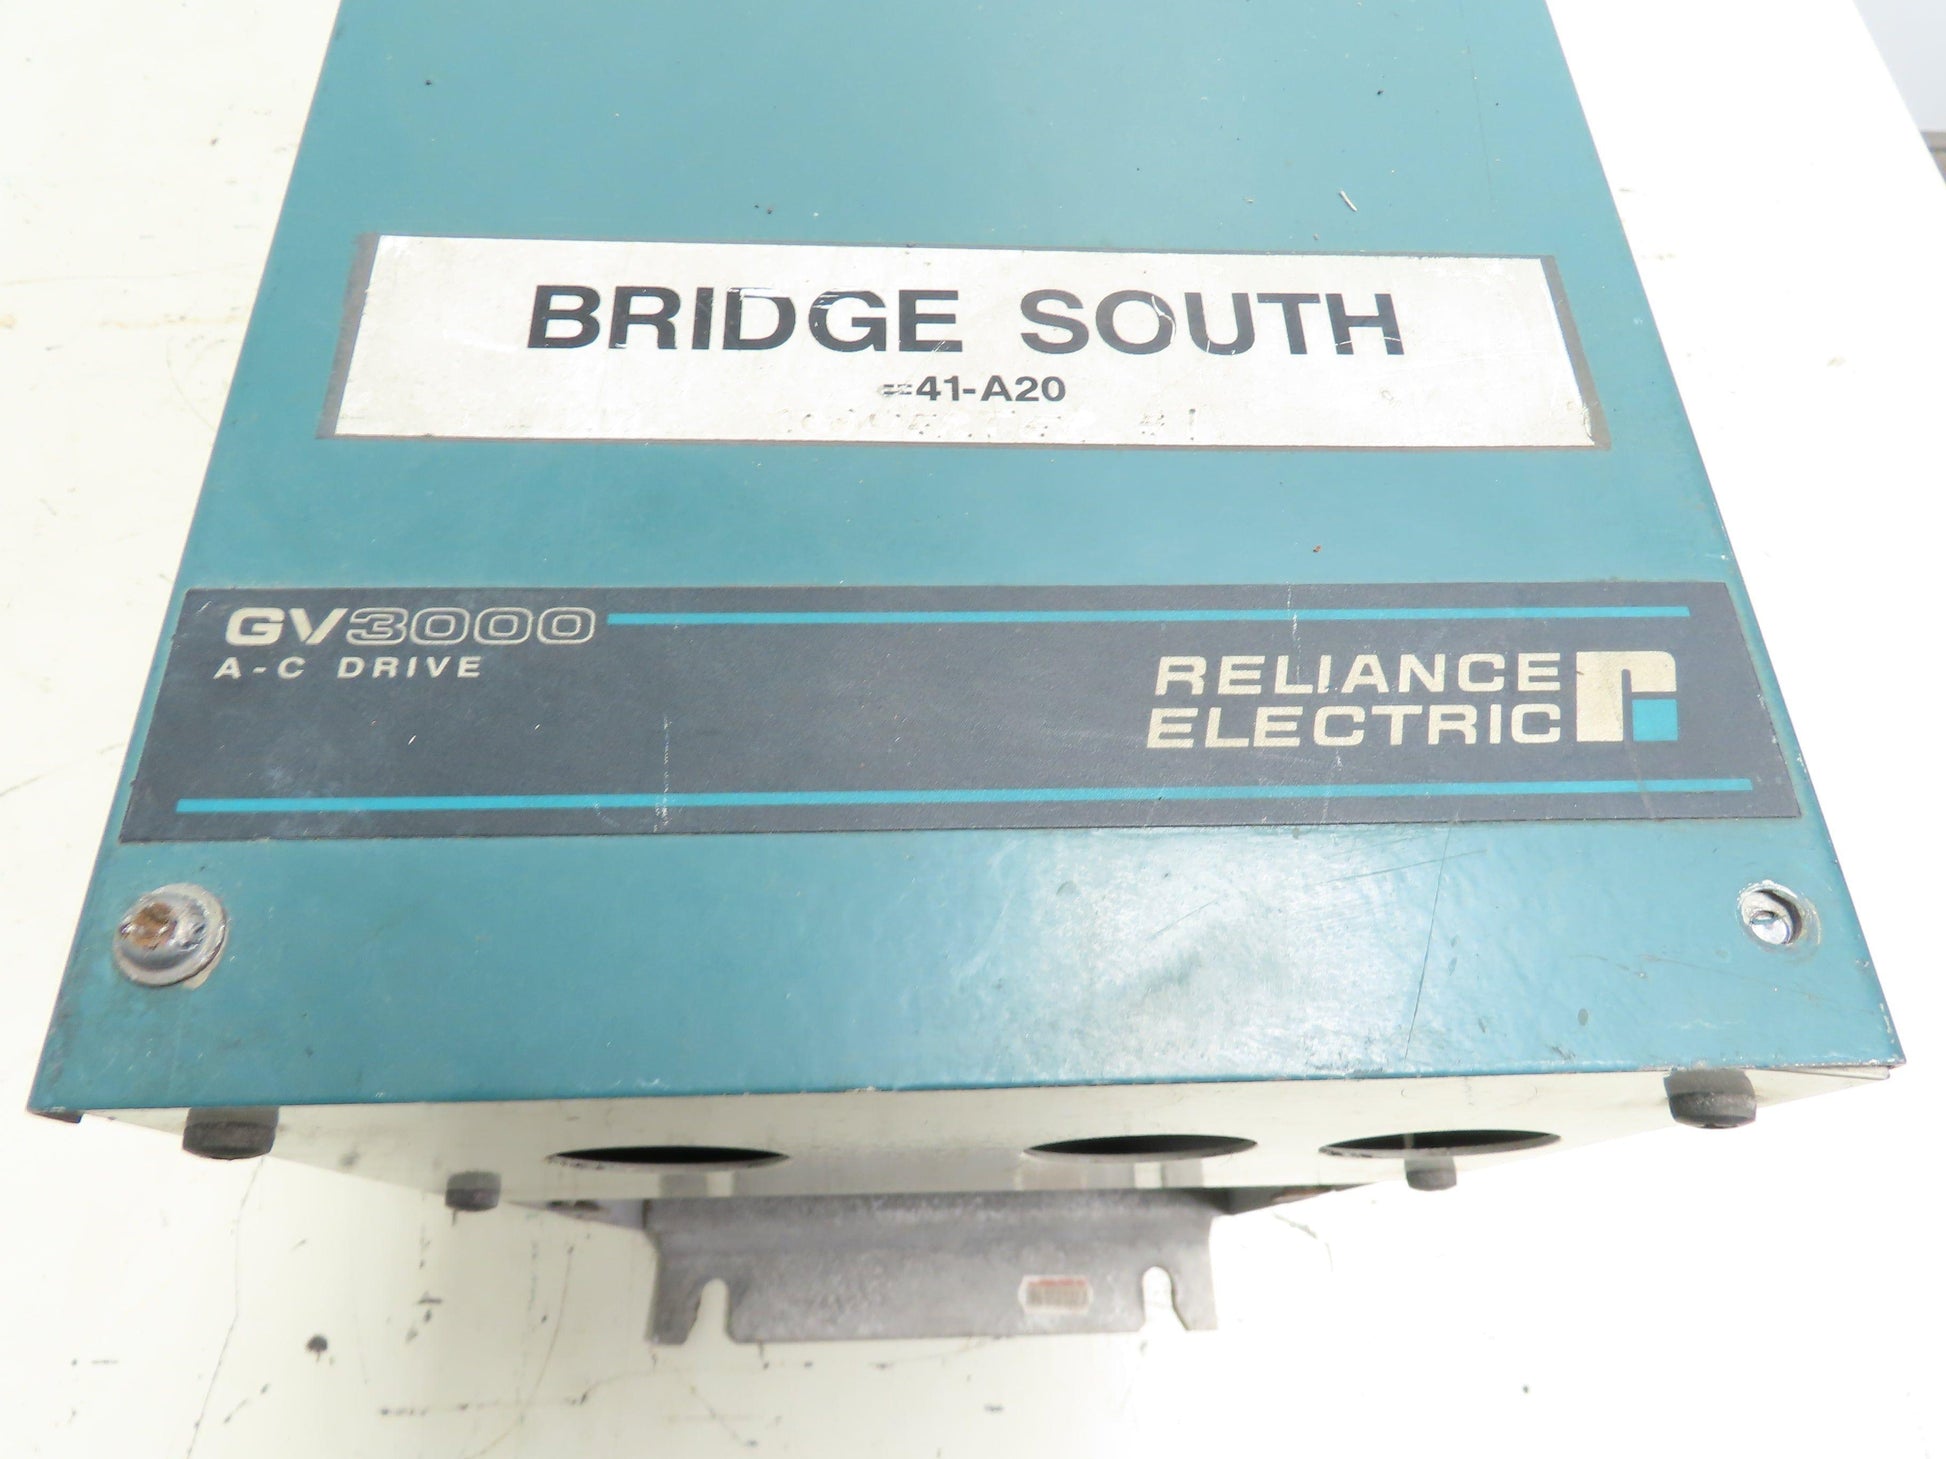 BRIDGE SOUTH
=41-A20
GV3000
A-C DRIVE
RELIANCE
ELECTRIC